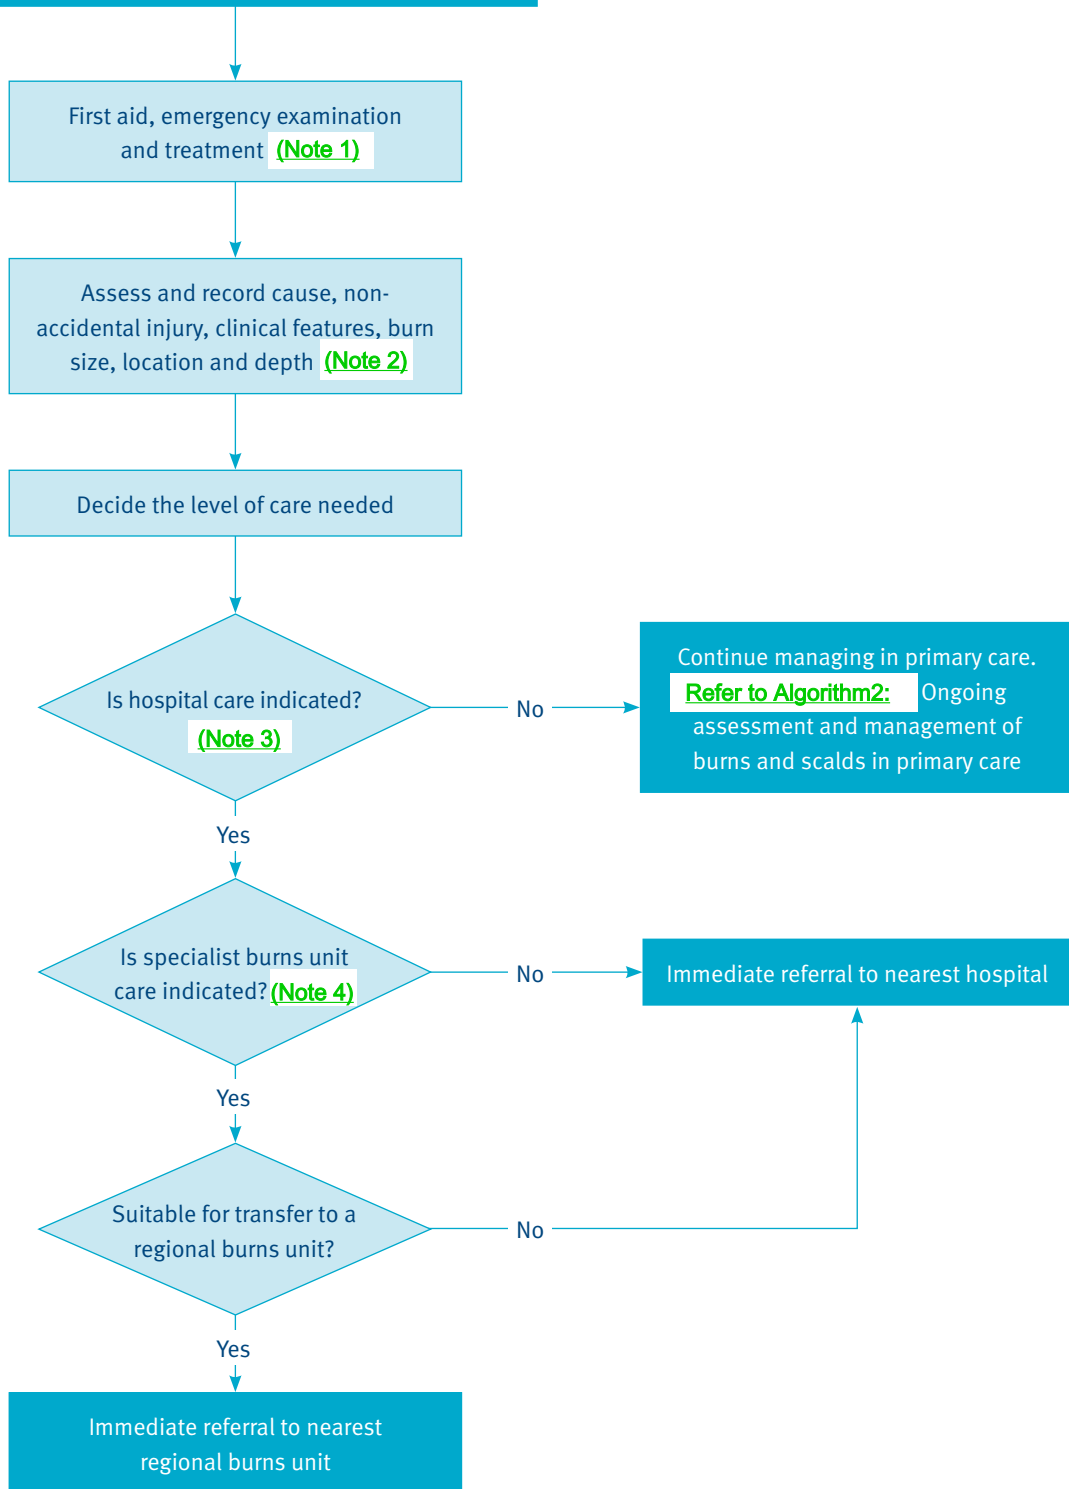 First aid, emergency examination
and treatment (Note 1)
Assess and record cause, non-
accidental injury, clinical features, burn
size, location and depth (Note 2)
Decide the level of care needed
Is hospital care indicated?
(Note 3)
No
Continue managing in primary care.
Refer to Algorithm2: Ongoing
assessment and management of
burns and scalds in primary care
Yes
Is specialist burns unit
care indicated? (Note 4)
No
Immediate referral to nearest hospital
Yes
Suitable for transfer to a
regional burns unit?
No
Yes
Immediate referral to nearest
regional burns unit